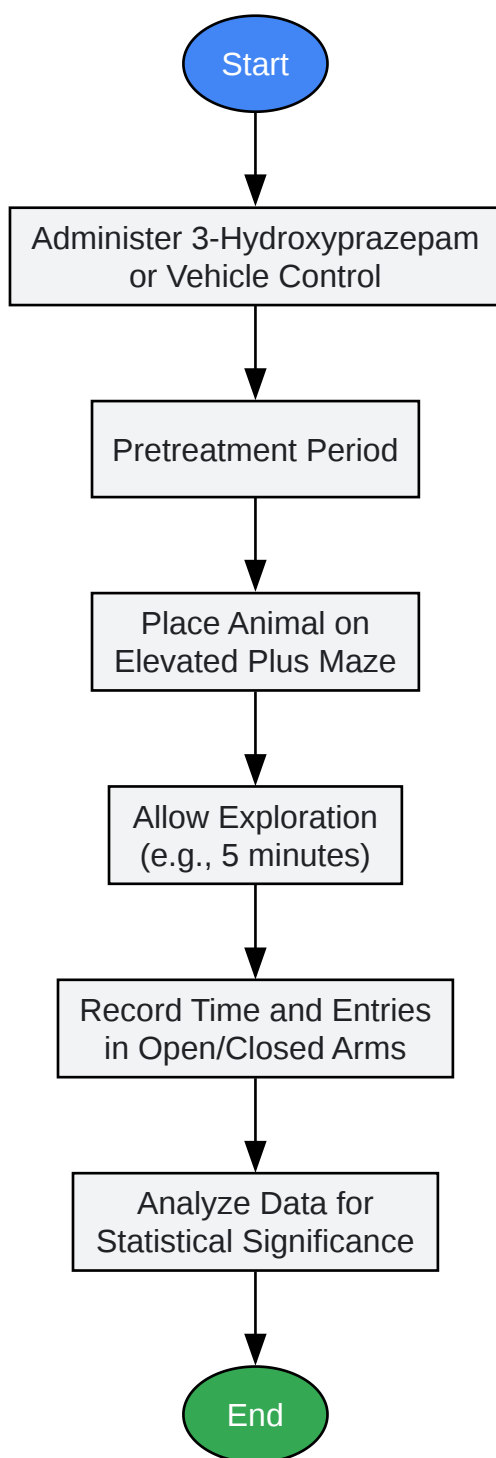 Start
Administer 3-Hydroxyprazepam
or Vehicle Control
Pretreatment Period
Place Animal on
Elevated Plus Maze
Allow Exploration
(e.g., 5 minutes)
Record Time and Entries
in Open/Closed Arms
Analyze Data for
Statistical Significance
End